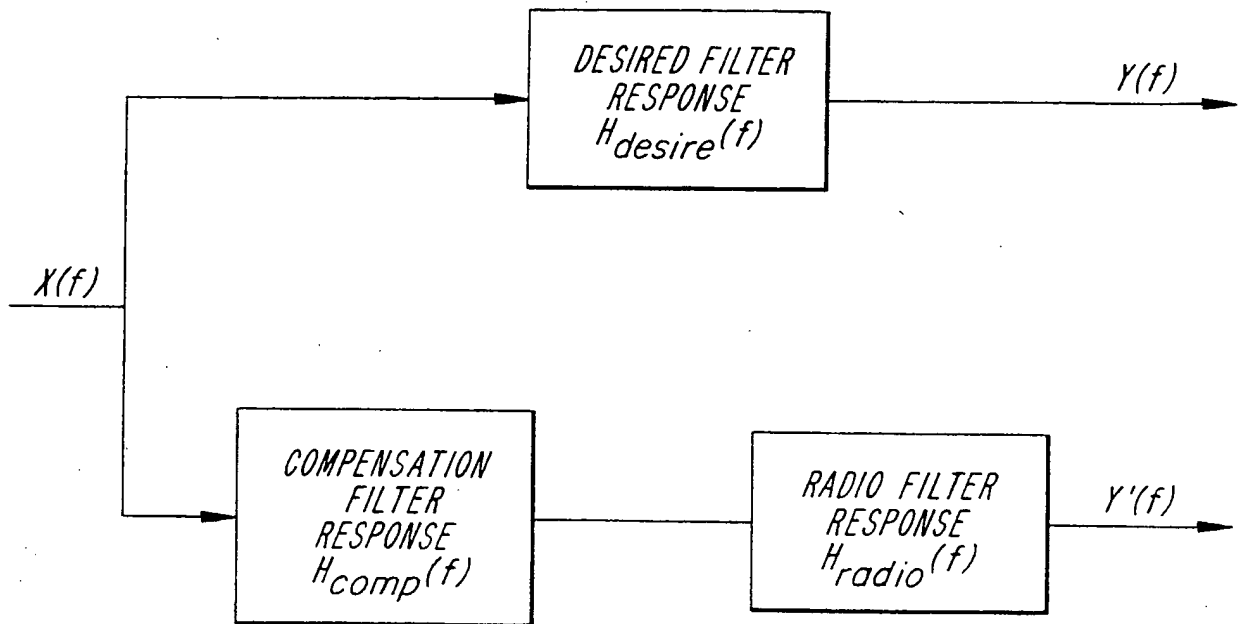 DESIRED FILTER
RESPONSE
Hdesire(f)
Y(f)
X(f)
COMPENSATION
FILTER
RESPONSE
Hcomp(f)
RADIO FILTER
RESPONSE
Hradio(f)
Y'(f)